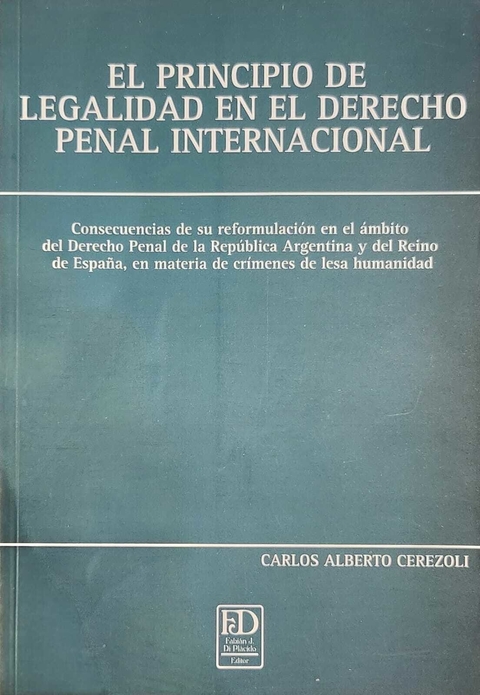 EL PRINCIPIO DE
LEGALIDAD EN EL DERECHO
PENAL INTERNACIONAL
Consecuencias de su reformulación en el ámbito
del Derecho Penal de la República Argentina y del Reino
de España, en materia de crímenes de lesa humanidad
CARLOS ALBERTO CEREZOLI
FD
Fabián J.
Di Plácido
Editor